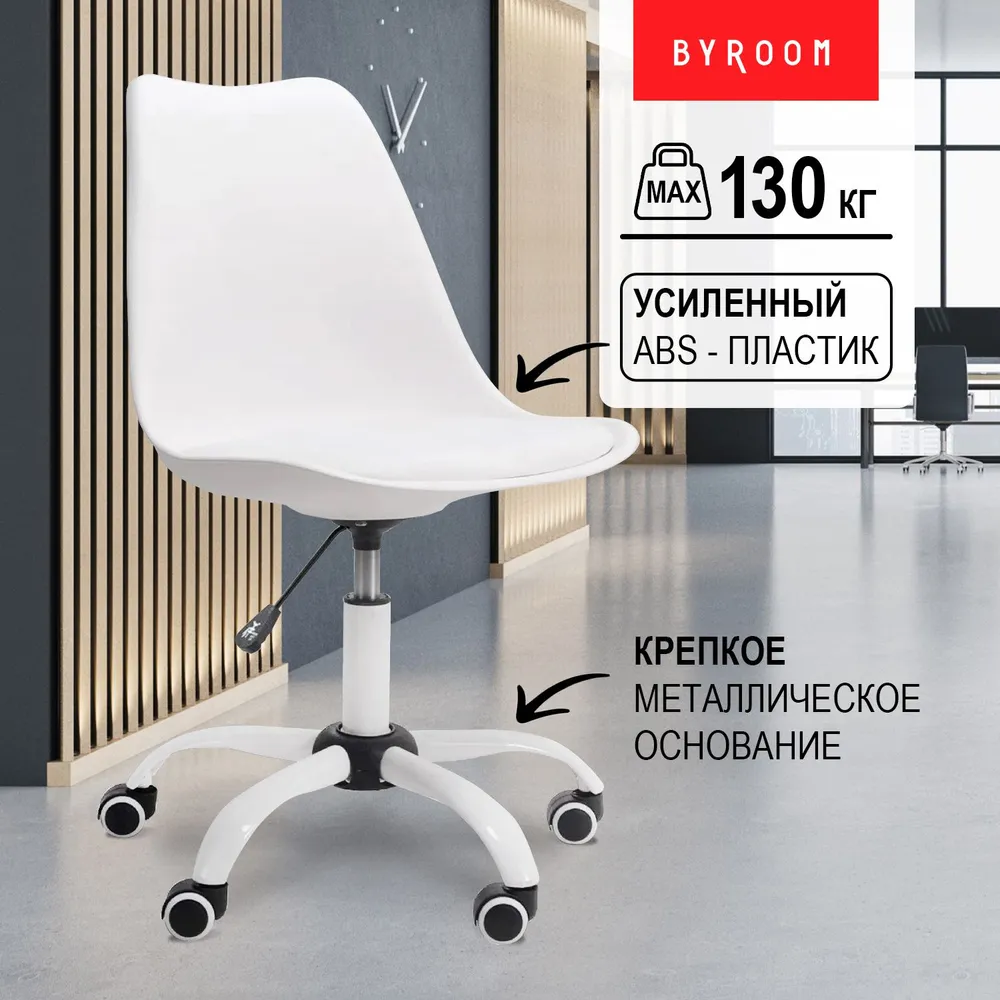 BYROOM
MAX 130 кг
УСИЛЕННЫЙ
ABS - ПЛАСТИК
КРЕПКОЕ
МЕТАЛЛИЧЕСКОЕ
ОСНОВАНИЕ